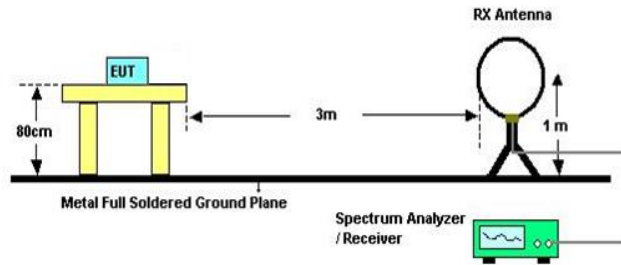 RX Antenna
EUT
80cm
3m
1 m
Metal Full Soldered Ground Plane
Spectrum Analyzer
/ Receiver